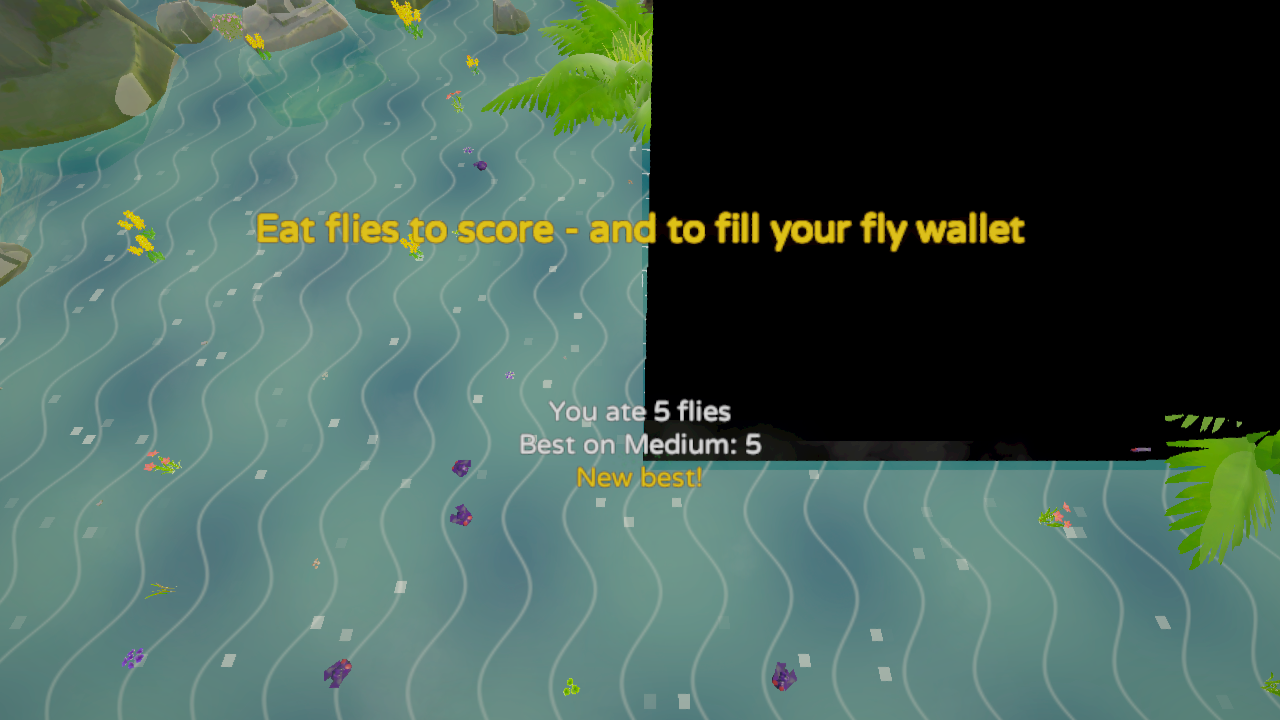 Eat flies to score - and to fill your fly wallet
You ate 5 flies
Best on Medium: 5
New best!